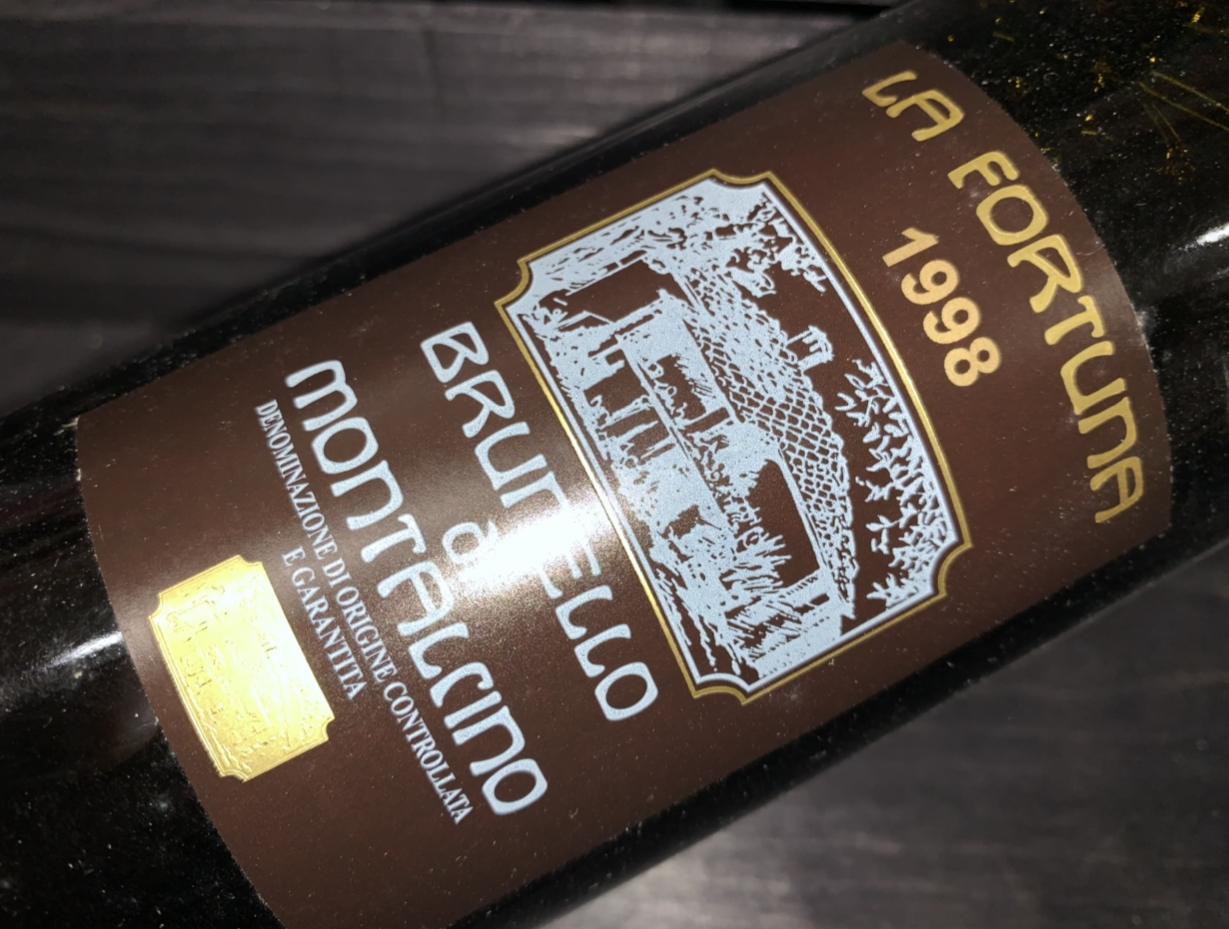 LA FORTUNA
1998
BRUNELLO
di
MONTALCINO
DENOMINAZIONE DI ORIGINE CONTROLLATA
E GARANTITA